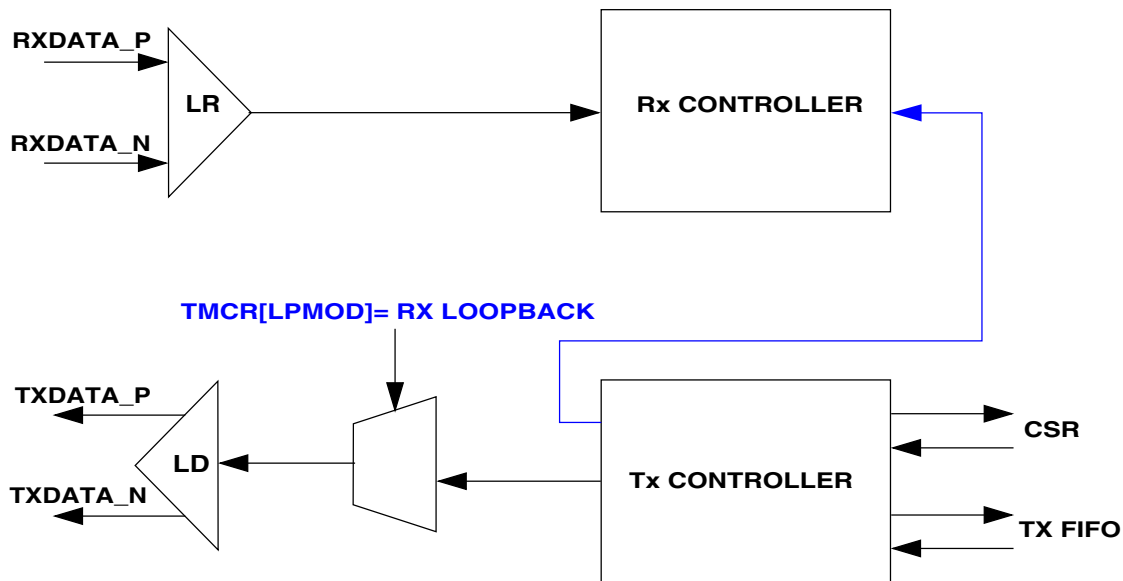 RXDATA_P
LR
Rx CONTROLLER
RXDATA_N
TMCR[LPMOD]= RX LOOPBACK
TXDATA_P
CSR
LD
Tx CONTROLLER
TXDATA_N
TX FIFO